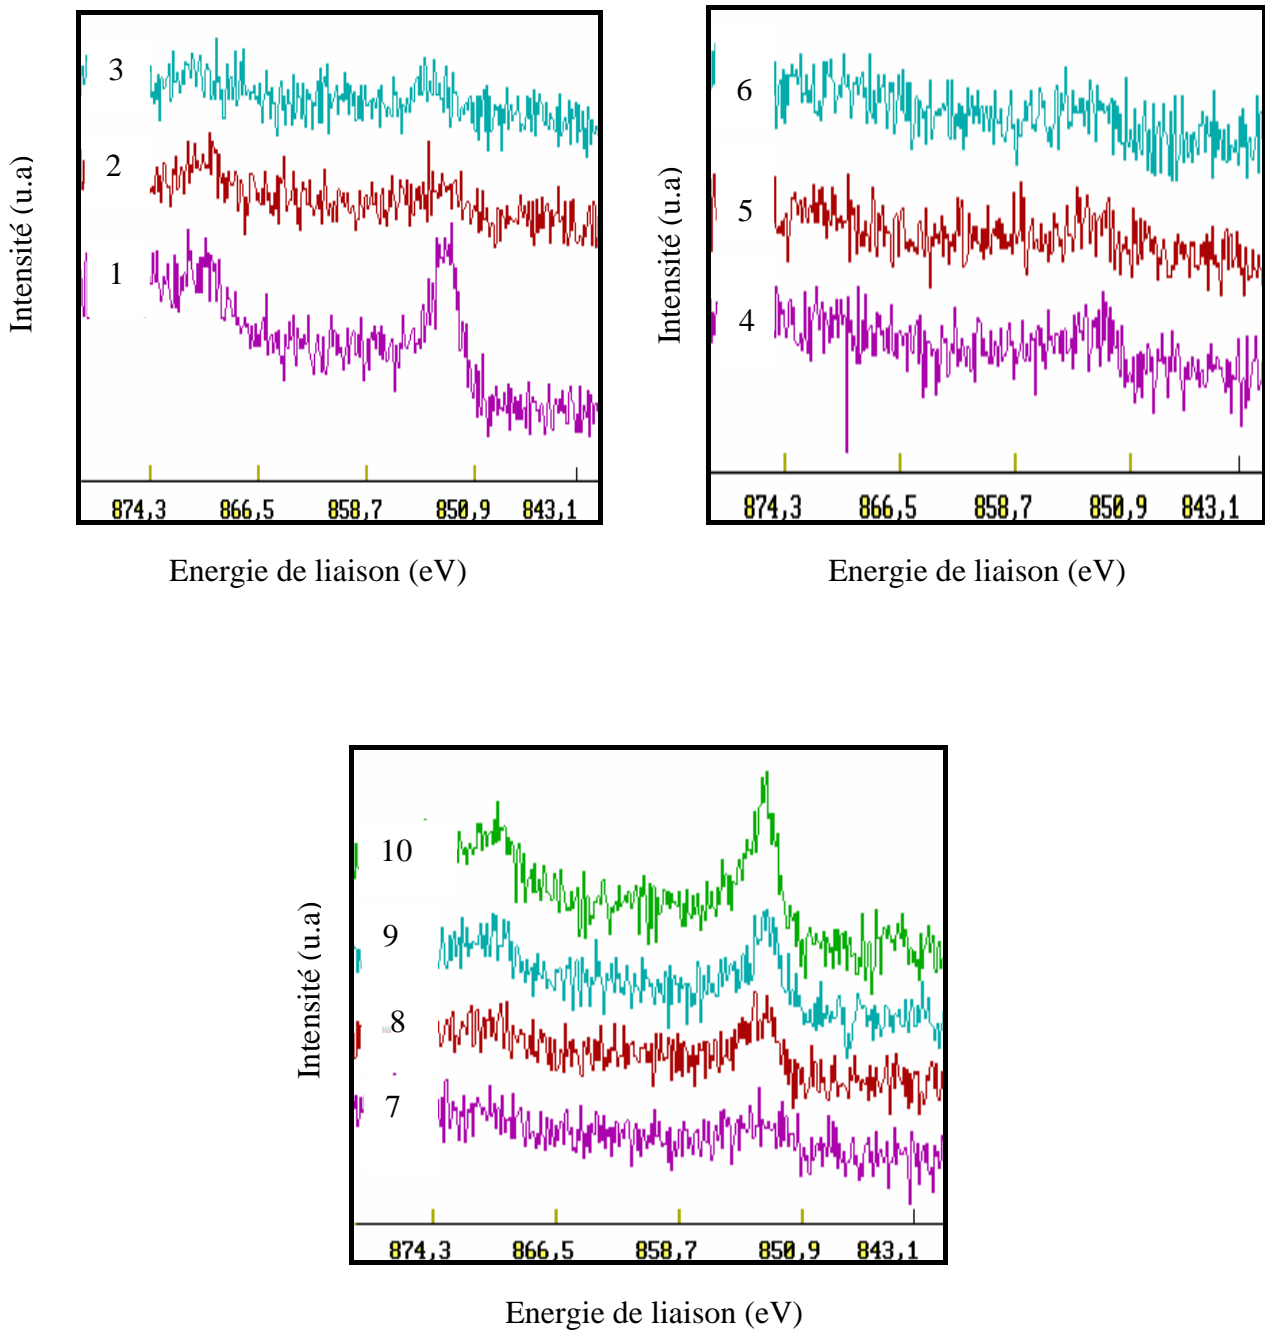 3
2
1
Intensité (u.a)
874,3 866,5 858,7 850,9 843,1
Energie de liaison (eV)
6
5
4
Intensité (u.a)
874,3 866,5 858,7 850,9 843,1
Energie de liaison (eV)
10
9
8
7
Intensité (u.a)
874,3 866,5 858,7 850,9 843,1
Energie de liaison (eV)